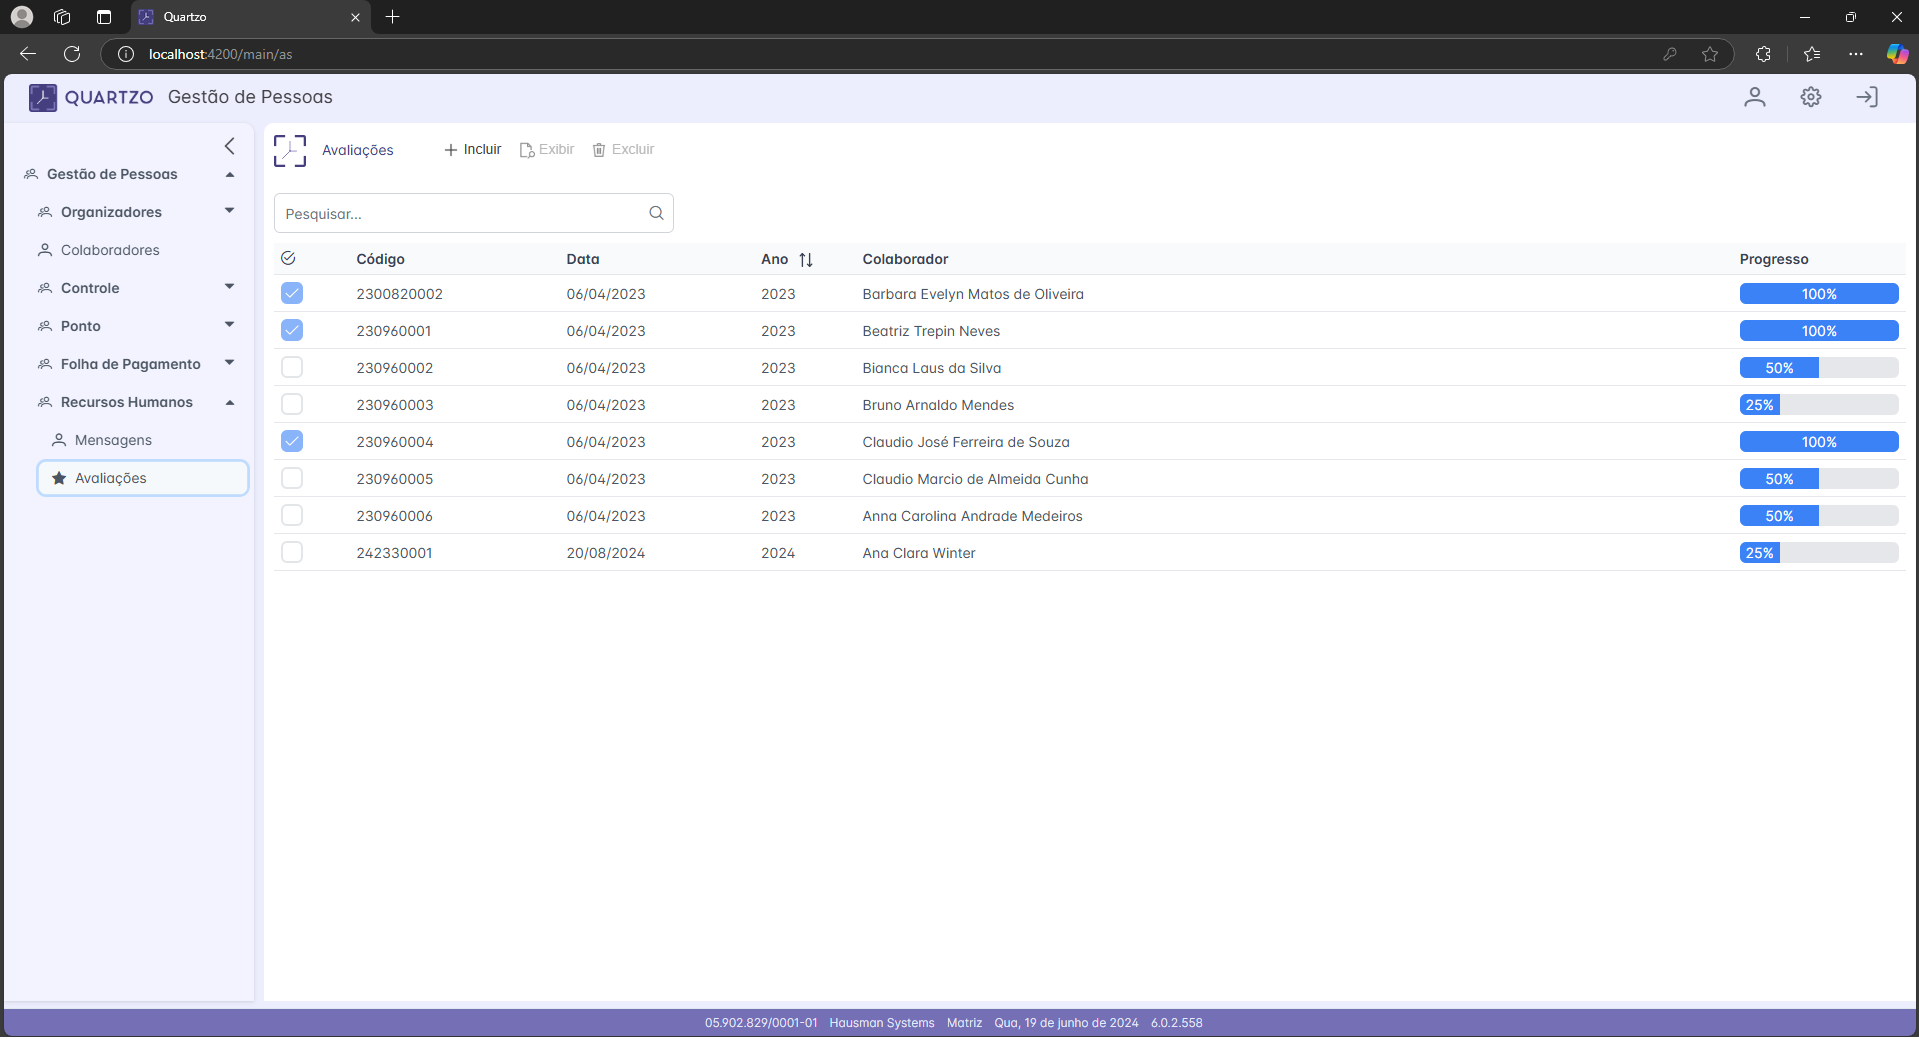 Quartzo
localhost:4200/main/as
QUARTZO Gestão de Pessoas
Gestão de Pessoas
Organizadores
Colaboradores
Controle
Ponto
Folha de Pagamento
Recursos Humanos
Mensagens
Avaliações
Avaliações Incluir Exibir Excluir
Pesquisar...
Código Data Ano Colaborador Progresso
2300820002 06/04/2023 2023 Barbara Evelyn Matos de Oliveira 100%
230960001 06/04/2023 2023 Beatriz Trepin Neves 100%
230960002 06/04/2023 2023 Bianca Laus da Silva 50%
230960003 06/04/2023 2023 Bruno Arnaldo Mendes 25%
230960004 06/04/2023 2023 Claudio José Ferreira de Souza 100%
230960005 06/04/2023 2023 Claudio Marcio de Almeida Cunha 50%
230960006 06/04/2023 2023 Anna Carolina Andrade Medeiros 50%
242330001 20/08/2024 2024 Ana Clara Winter 25%
05.902.829/0001-01 Hausman Systems Matriz Qua, 19 de junho de 2024 6.0.2.558